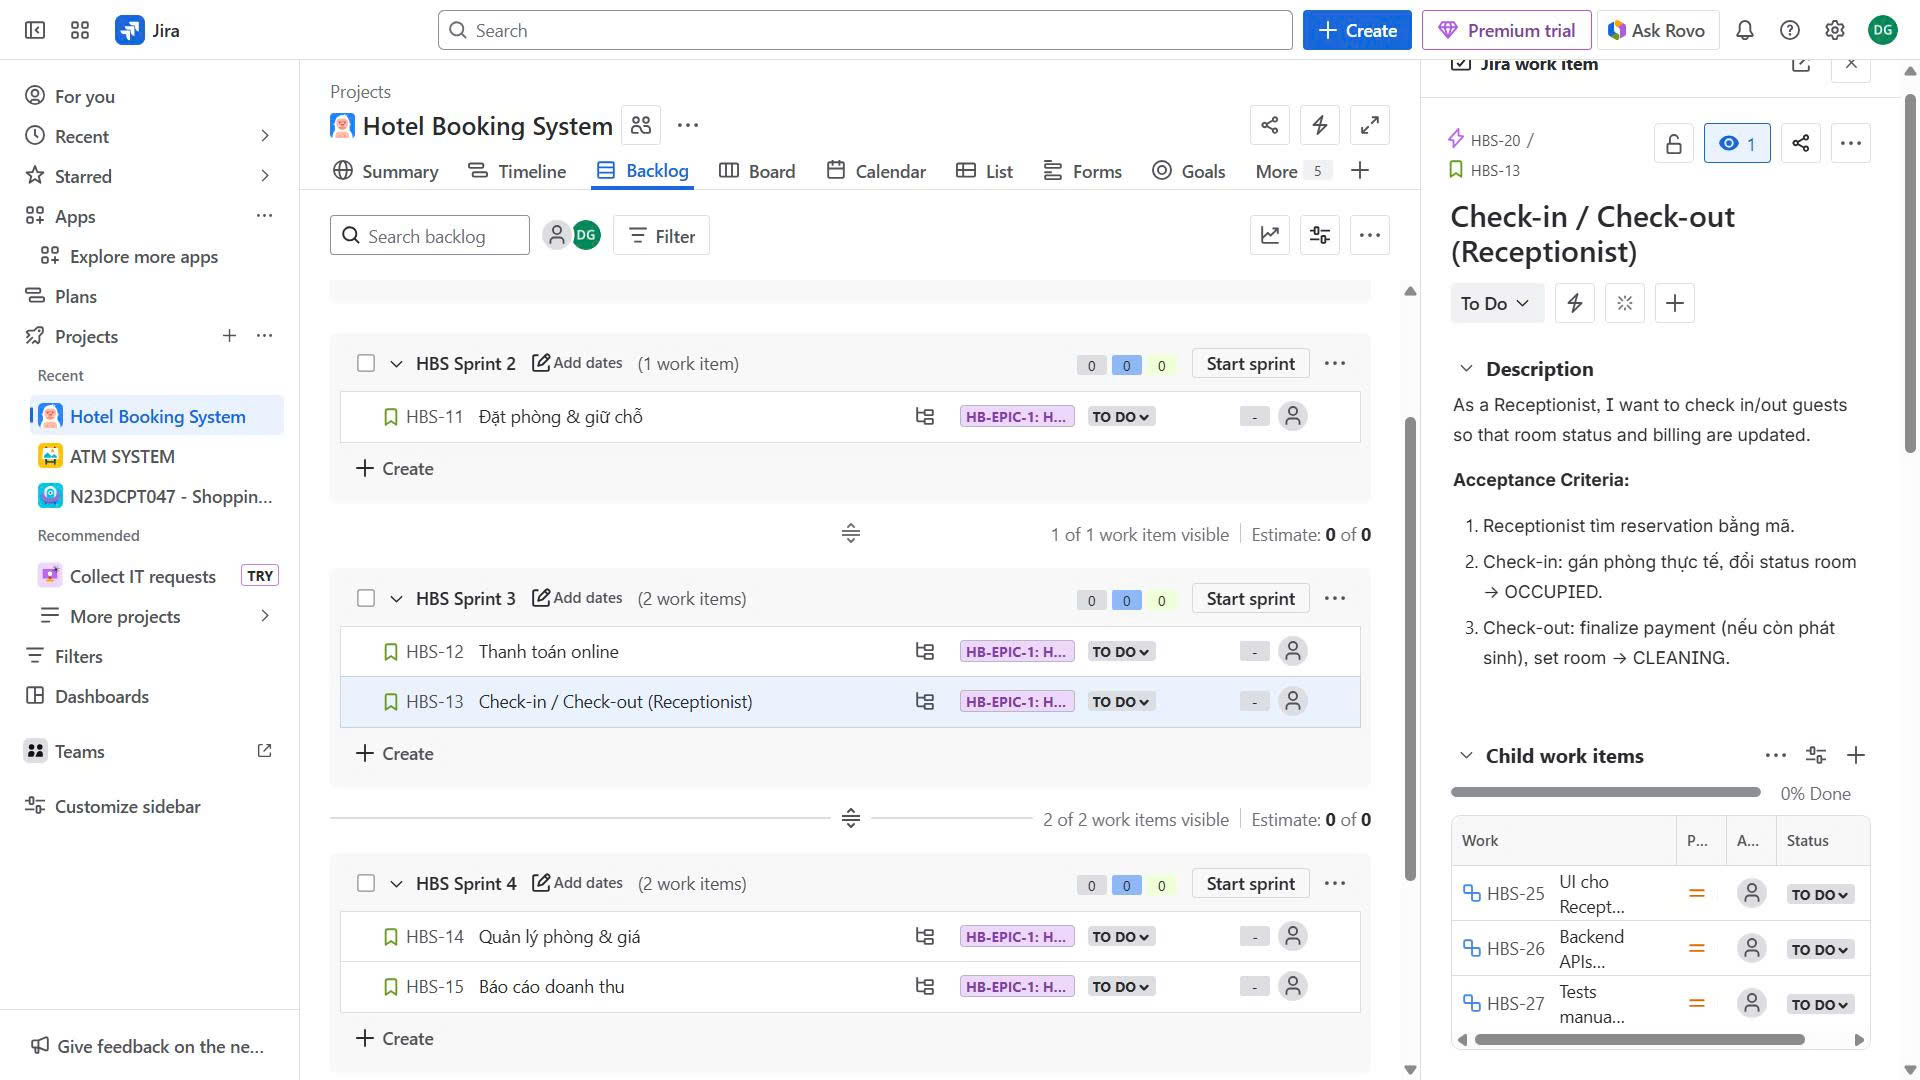 Jira
Search
Create
Premium trial
Ask Rovo
DG
For you
Recent
Starred
Apps
Explore more apps
Plans
Projects
Recent
Hotel Booking System
ATM SYSTEM
N23DCPT047 - Shoppin...
Recommended
Collect IT requests TRY
More projects
Filters
Dashboards
Teams
Customize sidebar
Give feedback on the ne...
Projects
Hotel Booking System
Summary
Timeline
Backlog
Board
Calendar
List
Forms
Goals
More 5
Search backlog
DG
Filter
HBS Sprint 2 Add dates (1 work item) 0 0 0 Start sprint
HBS-11 Đặt phòng & giữ chỗ HB-EPIC-1: H... TO DO -
Create
1 of 1 work item visible Estimate: 0 of 0
HBS Sprint 3 Add dates (2 work items) 0 0 0 Start sprint
HBS-12 Thanh toán online HB-EPIC-1: H... TO DO -
HBS-13 Check-in / Check-out (Receptionist) HB-EPIC-1: H... TO DO -
Create
2 of 2 work items visible Estimate: 0 of 0
HBS Sprint 4 Add dates (2 work items) 0 0 0 Start sprint
HBS-14 Quản lý phòng & giá HB-EPIC-1: H... TO DO -
HBS-15 Báo cáo doanh thu HB-EPIC-1: H... TO DO -
Create
Jira work item
HBS-20 /
HBS-13
1
Check-in / Check-out
(Receptionist)
To Do
Description
As a Receptionist, I want to check in/out guests
so that room status and billing are updated.
Acceptance Criteria:
1. Receptionist tìm reservation bằng mã.
2. Check-in: gán phòng thực tế, đổi status room
→ OCCUPIED.
3. Check-out: finalize payment (nếu còn phát
sinh), set room → CLEANING.
Child work items
0% Done
Work P... A... Status
HBS-25 UI cho
Recept... TO DO
HBS-26 Backend
APIs... TO DO
HBS-27 Tests
manua... TO DO